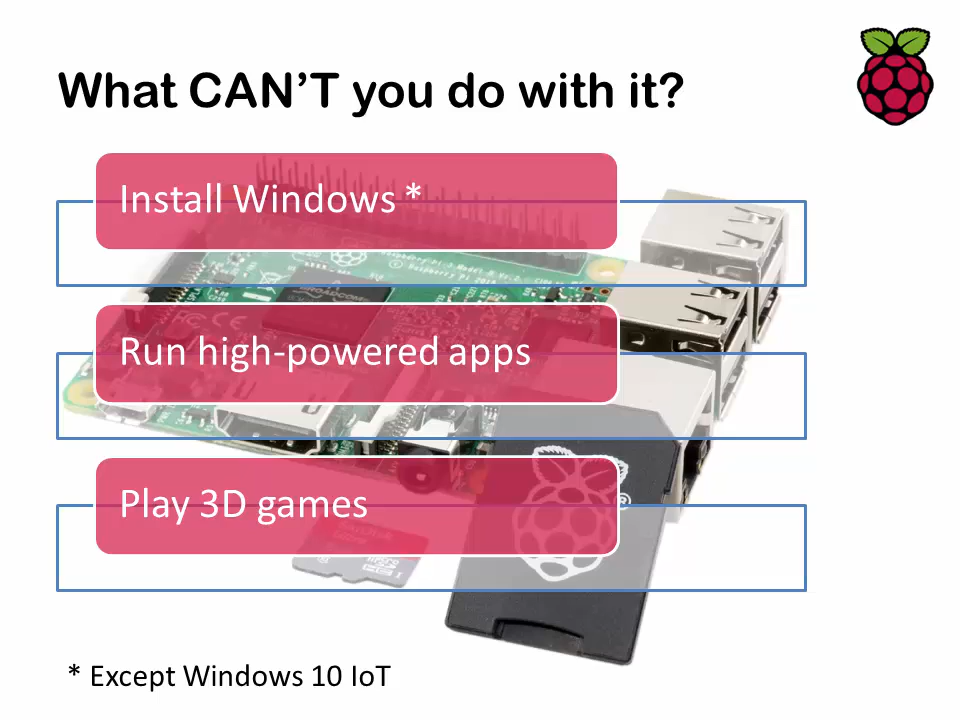 What CAN'T you do with it?
Install Windows *
Run high-powered apps
Play 3D games
* Except Windows 10 IoT